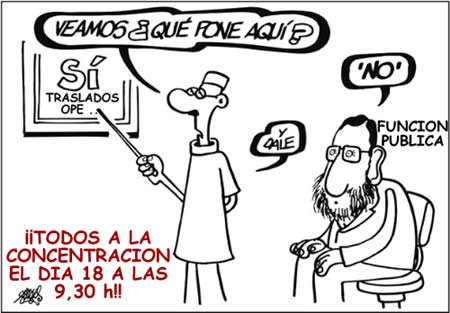 VEAMOS ¿QUÉ PONE AQUÍ?
SÍ
TRASLADOS
OPE ..
'NO'
FUNCION
PUBLICA
Y
DALE
¡¡TODOS A LA
CONCENTRACION
EL DIA 18 A LAS
9,30 h!!